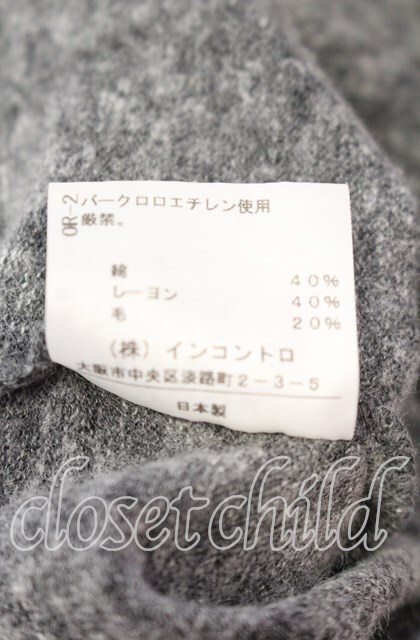 OR-2
パークロロエチレン使用
厳禁。
綿 40%
レーヨン 40%
毛 20%
(株)インコントロ
大阪市中央区淡路町2-3-5
日本製
closet child